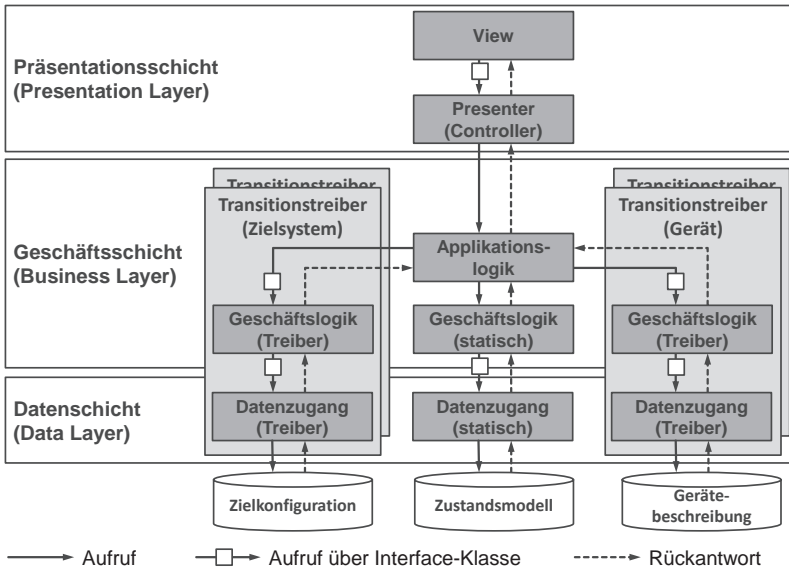 View
Präsentationsschicht
(Presentation Layer)
Presenter
(Controller)
Transitionstreiber
Transitionstreiber
(Zielsystem)
Transitionstreiber
Transitionstreiber
(Gerät)
Geschäftsschicht
(Business Layer)
Applikations-
logik
Geschäftslogik
(Treiber)
Geschäftslogik
(statisch)
Geschäftslogik
(Treiber)
Datenschicht
(Data Layer)
Datenzugang
(Treiber)
Datenzugang
(statisch)
Datenzugang
(Treiber)
Zielkonfiguration
Zustandsmodell
Geräte-
beschreibung
Aufruf
Aufruf über Interface-Klasse
Rückantwort